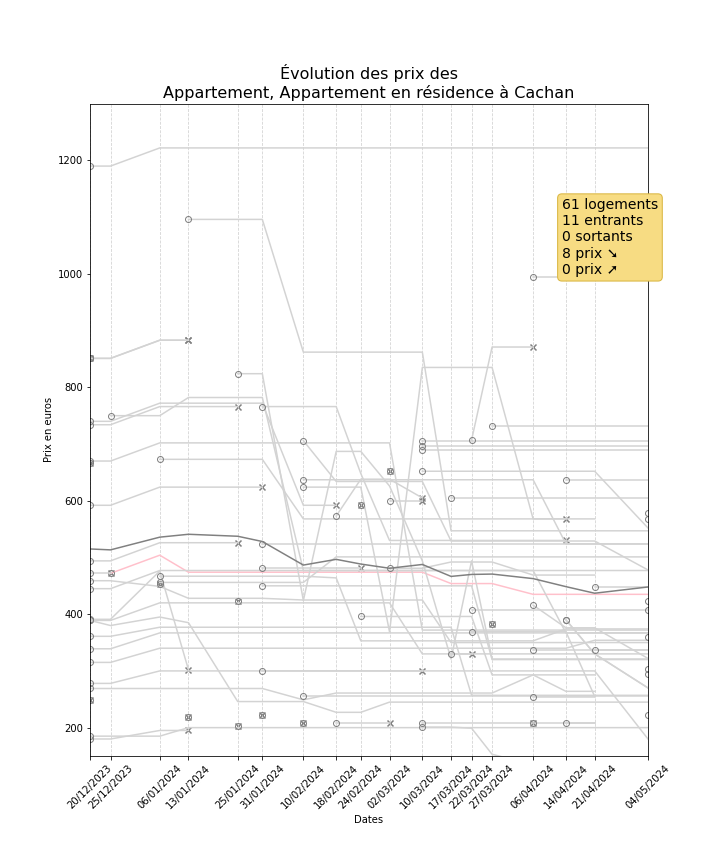 Évolution des prix des
Appartement, Appartement en résidence à Cachan
1200
1000
800
600
400
200
Prix en euros
61 logements
11 entrants
0 sortants
8 prix ➘
0 prix ➚
20/12/2023
25/12/2023
06/01/2024
13/01/2024
25/01/2024
31/01/2024
10/02/2024
18/02/2024
24/02/2024
02/03/2024
10/03/2024
17/03/2024
22/03/2024
27/03/2024
06/04/2024
14/04/2024
21/04/2024
04/05/2024
Dates